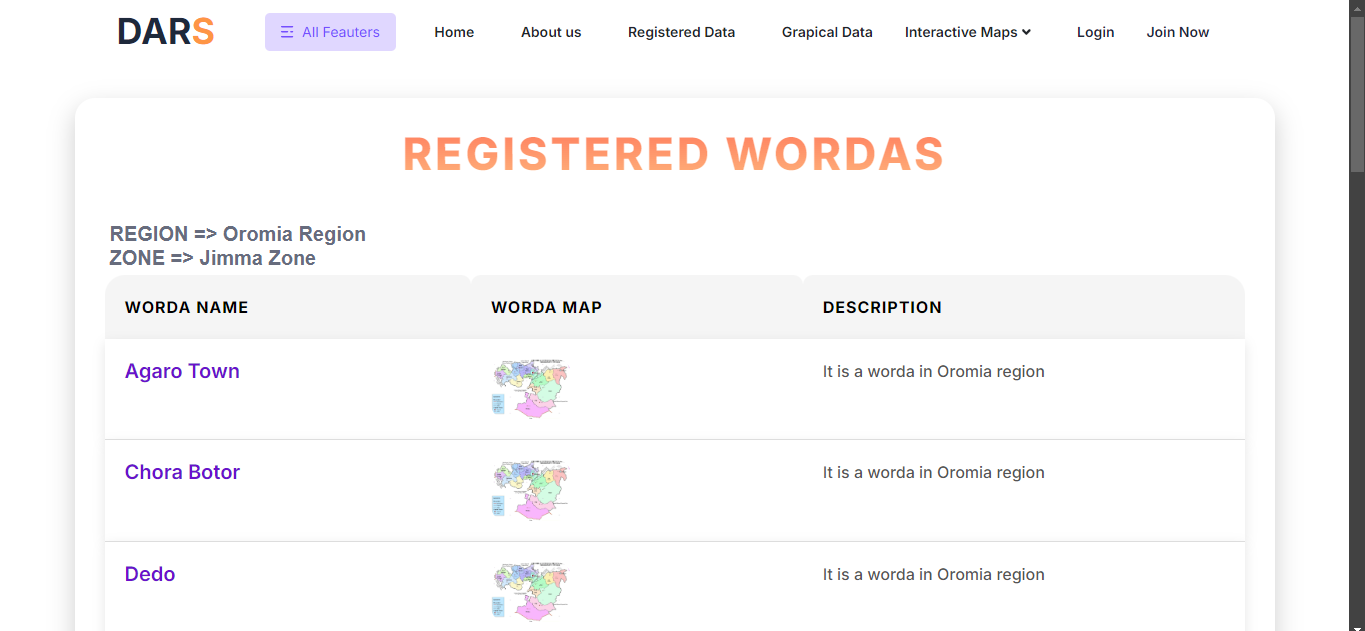 DARS All Feauters Home About us Registered Data Grapical Data Interactive Maps Login Join Now
REGISTERED WORDAS
REGION => Oromia Region
ZONE => Jimma Zone
WORDA NAME WORDA MAP DESCRIPTION
Agaro Town It is a worda in Oromia region
Chora Botor It is a worda in Oromia region
Dedo It is a worda in Oromia region